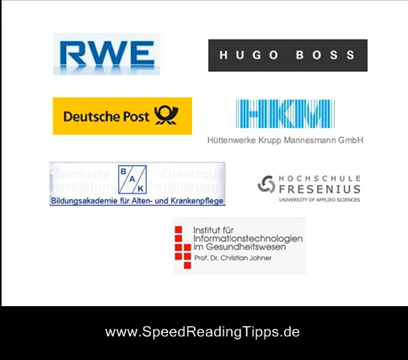 RWE
HUGO BOSS
Deutsche Post
HKM
Hüttenwerke Krupp Mannesmann GmbH
B
A
K
Bildungsakademie für Alten- und Krankenpflege
HOCHSCHULE
FRESENIUS
UNIVERSITY OF APPLIED SCIENCES
Institut für
Informationstechnologien
im Gesundheitswesen
Prof. Dr. Christian Johner
www.SpeedReadingTipps.de